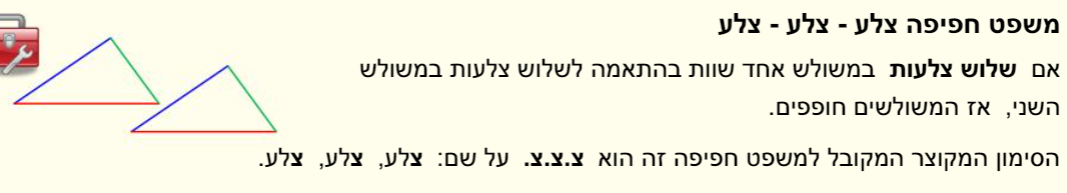 משפט חפיפה צלע - צלע - צלע
אם שלוש צלעות במשולש אחד שוות בהתאמה לשלוש צלעות במשולש
השני, אז המשולשים חופפים.
הסימון המקוצר המקובל למשפט חפיפה זה הוא צ.צ.צ. על שם: צלע, צלע, צלע.